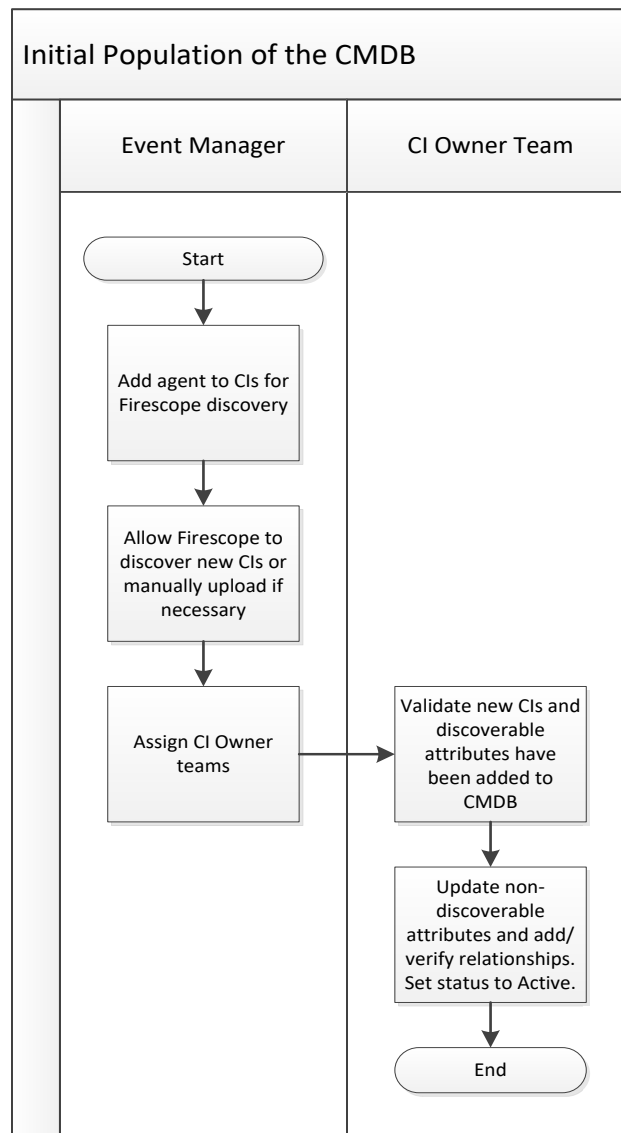 Initial Population of the CMDB
Event Manager
CI Owner Team
Start
Add agent to CIs for
Firescope discovery
Allow Firescope to
discover new CIs or
manually upload if
necessary
Assign CI Owner
teams
Validate new CIs and
discoverable
attributes have
been added to
CMDB
Update non-
discoverable
attributes and add/
verify relationships.
Set status to Active.
End